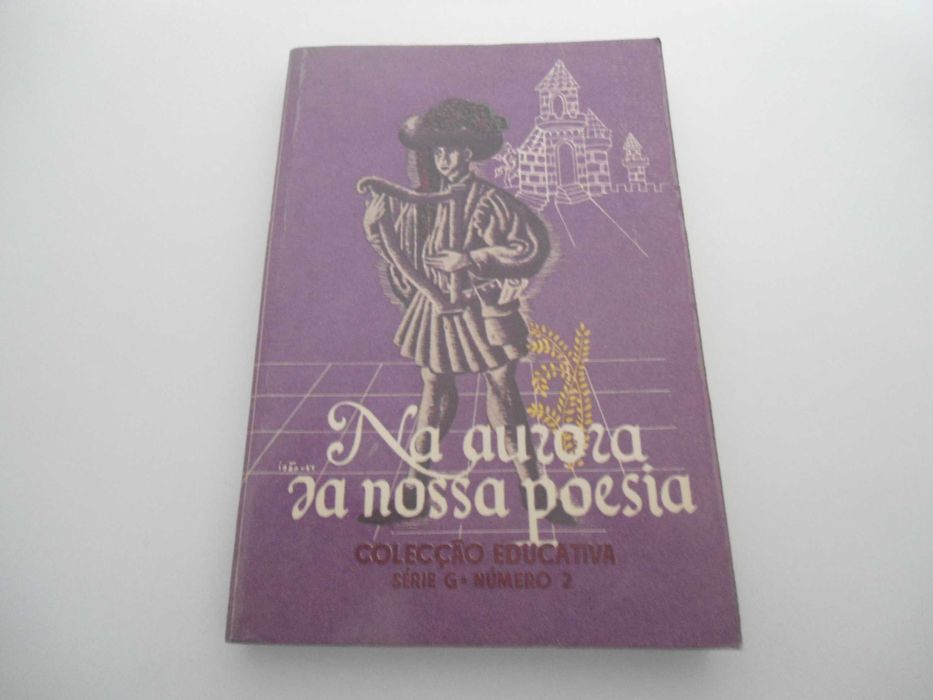 Na aurora
da nossa poesia
COLECÇÃO EDUCATIVA
SÉRIE G • NÚMERO 2